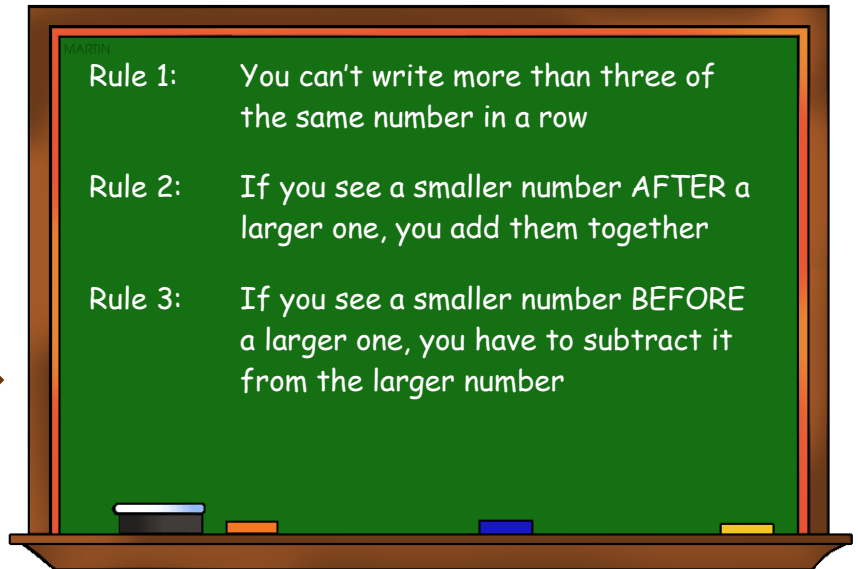 MARTIN
Rule 1: You can't write more than three of
the same number in a row
Rule 2: If you see a smaller number AFTER a
larger one, you add them together
Rule 3: If you see a smaller number BEFORE
a larger one, you have to subtract it
from the larger number